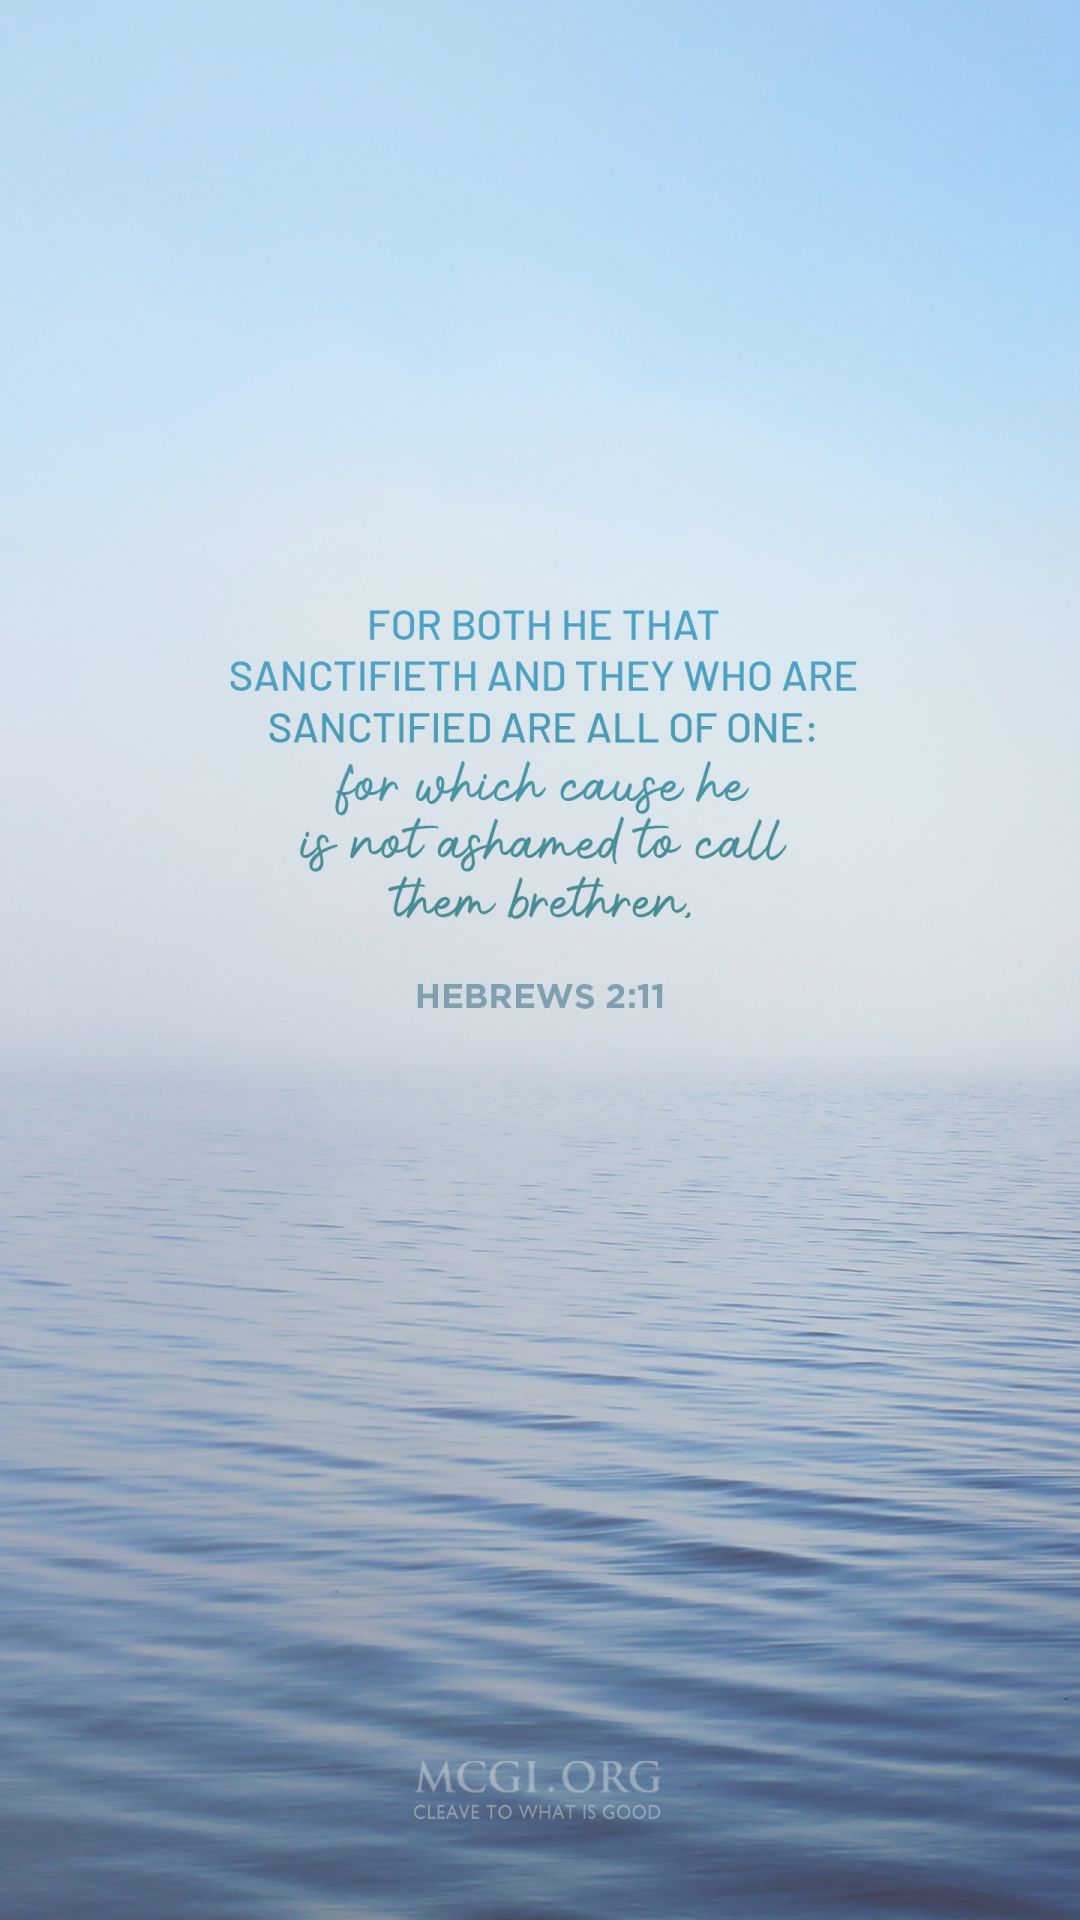 FOR BOTH HE THAT
SANCTIFIETH AND THEY WHO ARE
SANCTIFIED ARE ALL OF ONE:
for which cause he
is not ashamed to call
them brethren,
HEBREWS 2:11
MCGI.ORG
CLEAVE TO WHAT IS GOOD